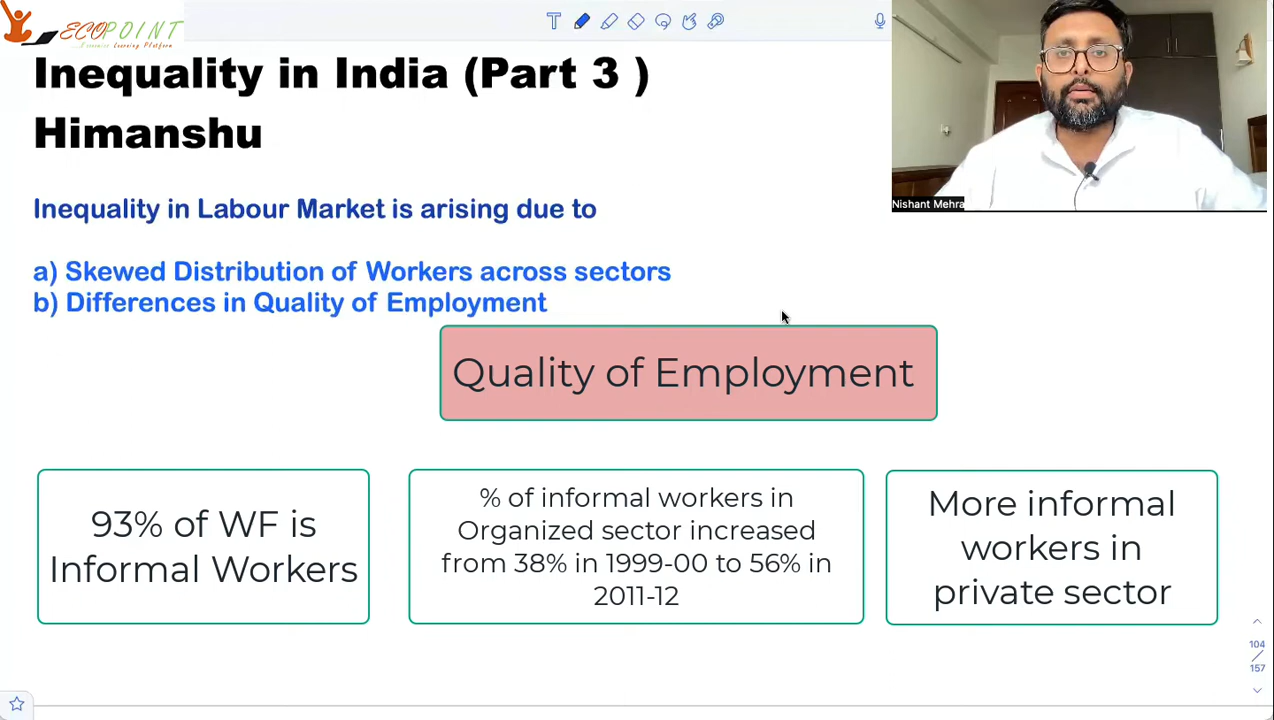 ECOPOINT
Economics Learning Platform
T
Inequality in India (Part 3 )
Himanshu
Nishant Mehra
Inequality in Labour Market is arising due to
a) Skewed Distribution of Workers across sectors
b) Differences in Quality of Employment
Quality of Employment
93% of WF is
Informal Workers
% of informal workers in
Organized sector increased
from 38% in 1999-00 to 56% in
2011-12
More informal
workers in
private sector
104
157